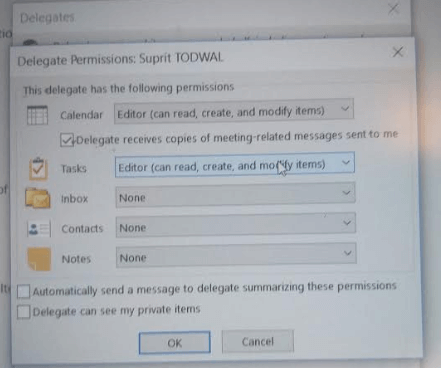 Delegates
Delegate Permissions: Suprit TODWAL
This delegate has the following permissions
Calendar Editor (can read, create, and modify items)
Delegate receives copies of meeting-related messages sent to me
Tasks Editor (can read, create, and modify items)
Inbox None
Contacts None
Notes None
Automatically send a message to delegate summarizing these permissions
Delegate can see my private items
OK Cancel